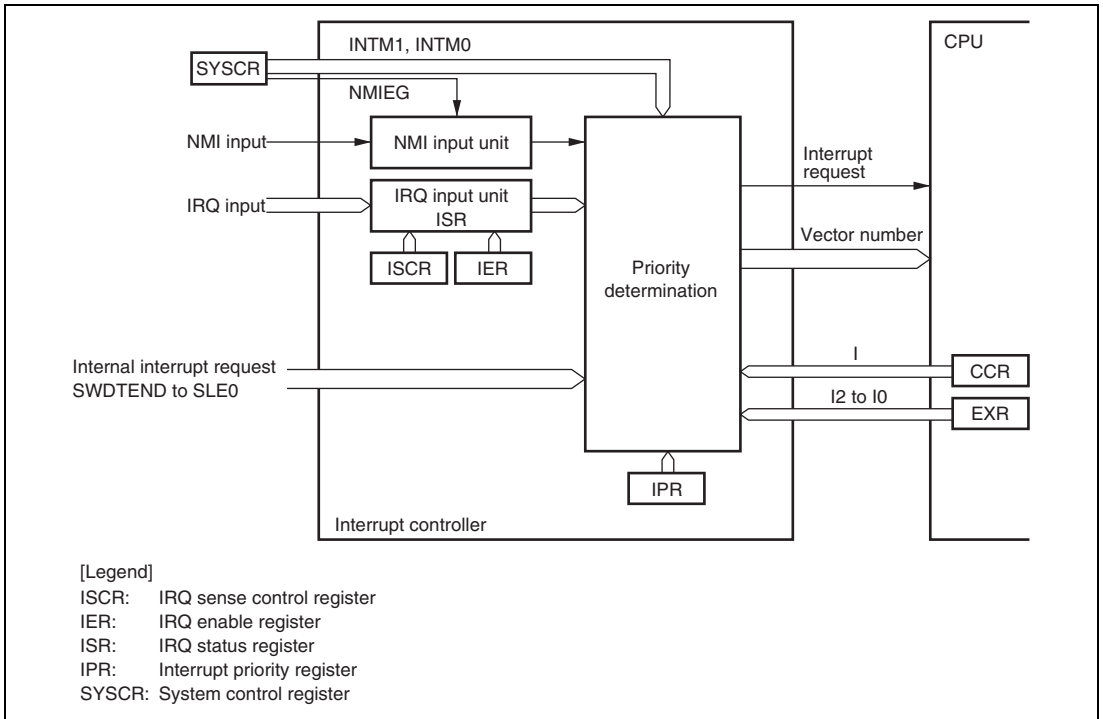 INTM1, INTM0
CPU
SYSCR
NMIEG
NMI input
NMI input unit
Interrupt
request
IRQ input
IRQ input unit
ISR
Vector number
ISCR
IER
Priority
determination
Internal interrupt request
SWDTEND to SLE0
I
CCR
I2 to I0
EXR
IPR
Interrupt controller
[Legend]
ISCR: IRQ sense control register
IER: IRQ enable register
ISR: IRQ status register
IPR: Interrupt priority register
SYSCR: System control register